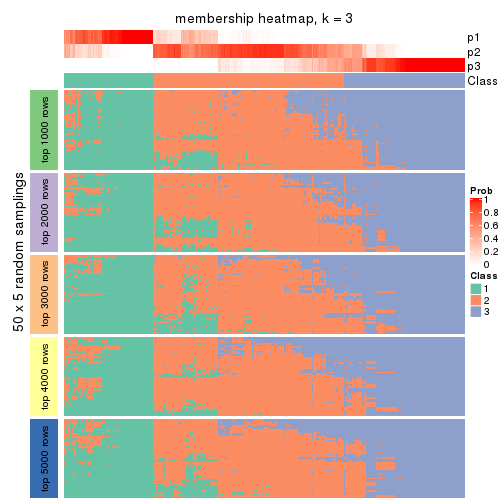 membership heatmap, k = 3
p1
p2
p3
Class
50 x 5 random samplings
top 1000 rows
top 2000 rows
top 3000 rows
top 4000 rows
top 5000 rows
Prob
1
0.8
0.6
0.4
0.2
0
Class
1
2
3